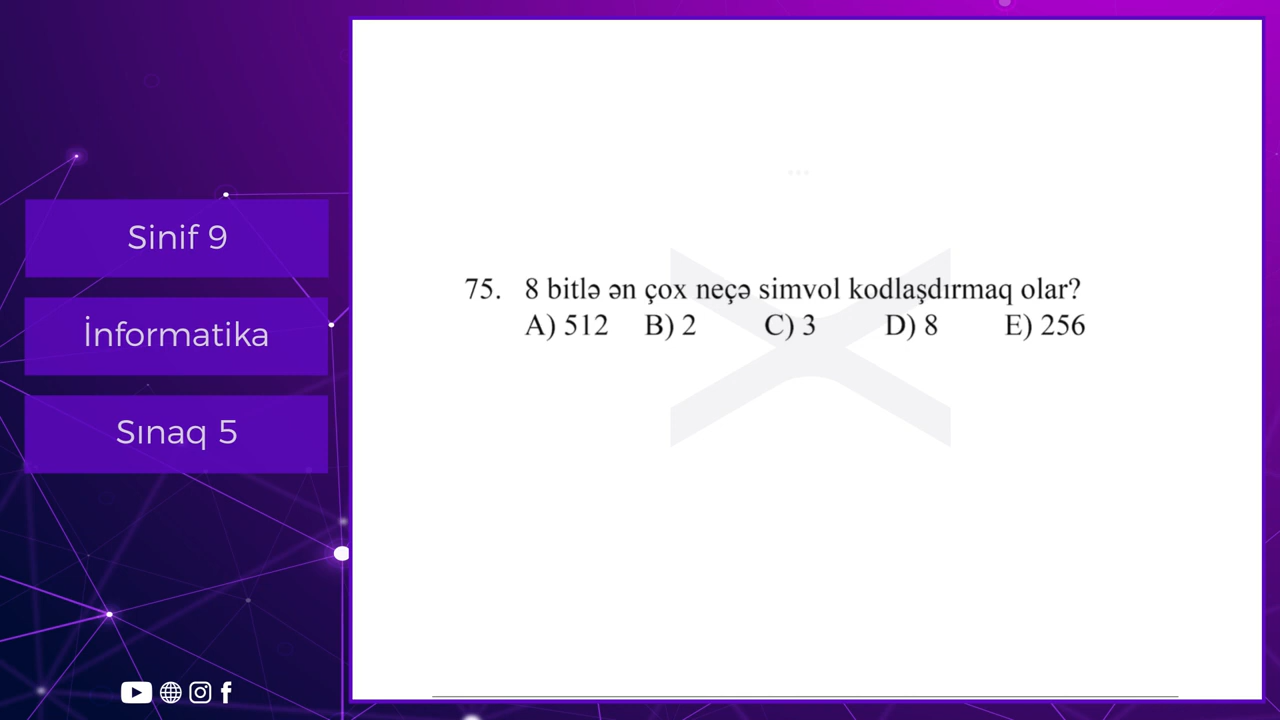 Sinif 9
İnformatika
Sınaq 5
75. 8 bitlə ən çox neçə simvol kodlaşdırmaq olar?
A) 512 B) 2 C) 3 D) 8 E) 256